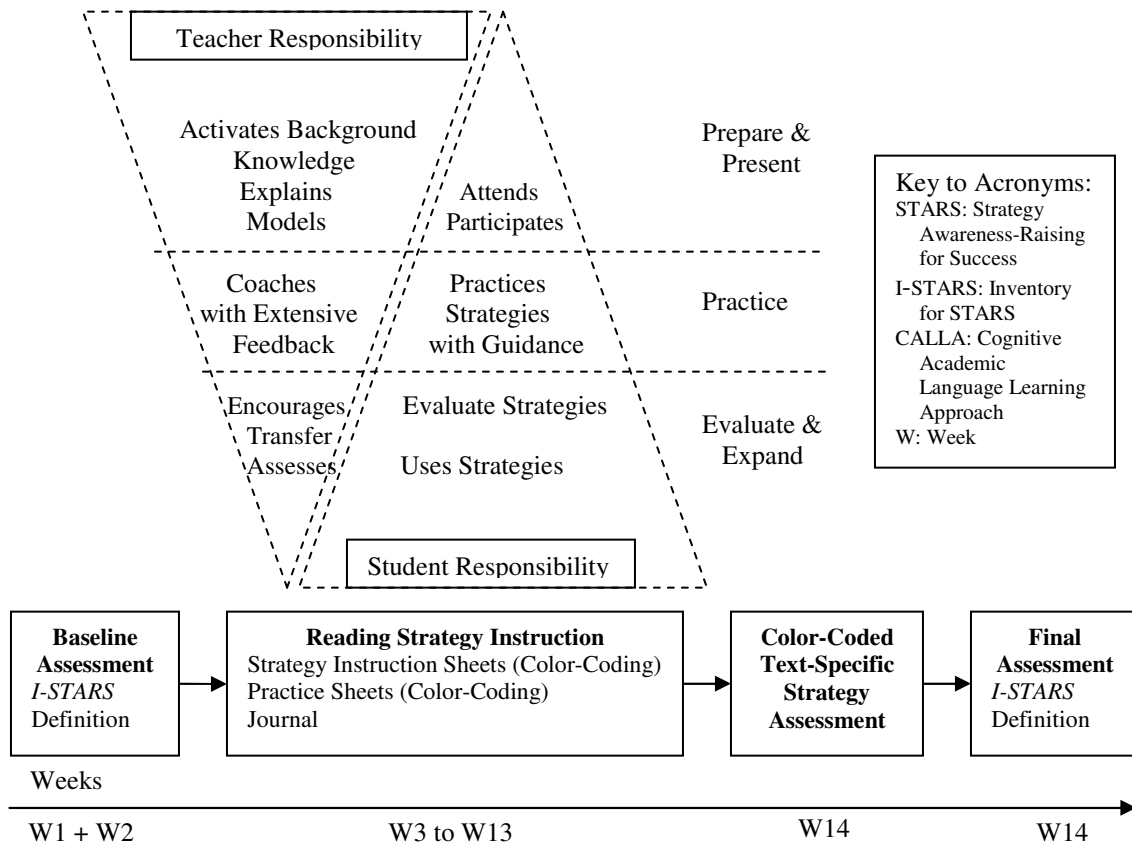 Teacher Responsibility
Activates Background
Knowledge
Explains
Models
Attends
Participates
Prepare &
Present
Coaches
with Extensive
Feedback
Practices
Strategies
with Guidance
Practice
Encourages
Transfer
Assesses
Evaluate Strategies
Uses Strategies
Evaluate &
Expand
Student Responsibility
Key to Acronyms:
STARS: Strategy
Awareness-Raising
for Success
I-STARS: Inventory
for STARS
CALLA: Cognitive
Academic
Language Learning
Approach
W: Week
Baseline
Assessment
I-STARS
Definition
Reading Strategy Instruction
Strategy Instruction Sheets (Color-Coding)
Practice Sheets (Color-Coding)
Journal
Color-Coded
Text-Specific
Strategy
Assessment
Final
Assessment
I-STARS
Definition
Weeks
W1 + W2
W3 to W13
W14
W14